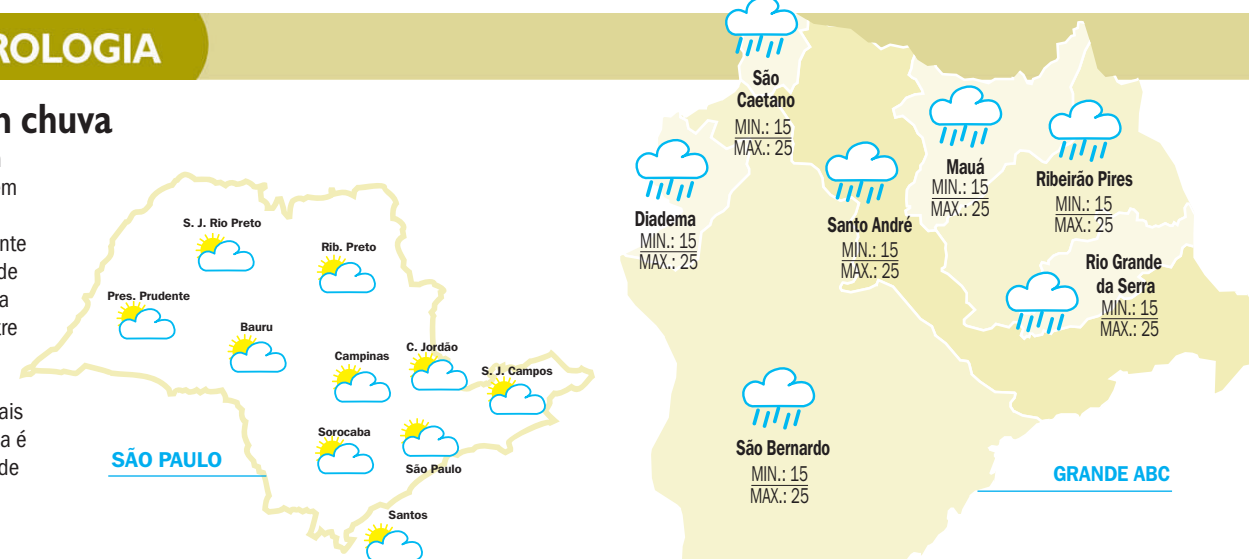 ROLOGIA
chuva
em
nte
de
a
tre
ais
a é
de
S. J. Rio Preto
Rib. Preto
Pres. Prudente
Bauru
Campinas
C. Jordão
S. J. Campos
Sorocaba
São Paulo
Santos
SÃO PAULO
São
Caetano
MIN.: 15
MAX.: 25
Diadema
MIN.: 15
MAX.: 25
Santo André
MIN.: 15
MAX.: 25
Mauá
MIN.: 15
MAX.: 25
Ribeirão Pires
MIN.: 15
MAX.: 25
Rio Grande
da Serra
MIN.: 15
MAX.: 25
São Bernardo
MIN.: 15
MAX.: 25
GRANDE ABC